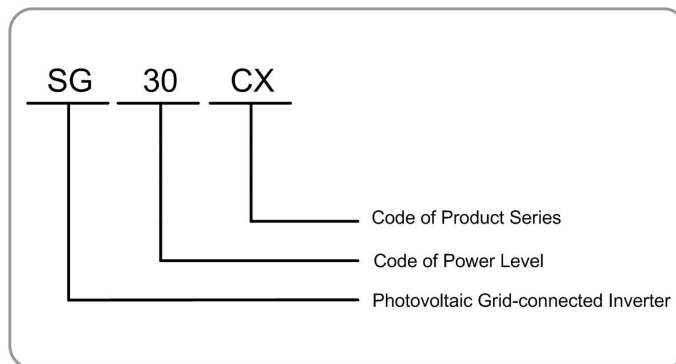 SG 30 CX
Code of Product Series
Code of Power Level
Photovoltaic Grid-connected Inverter